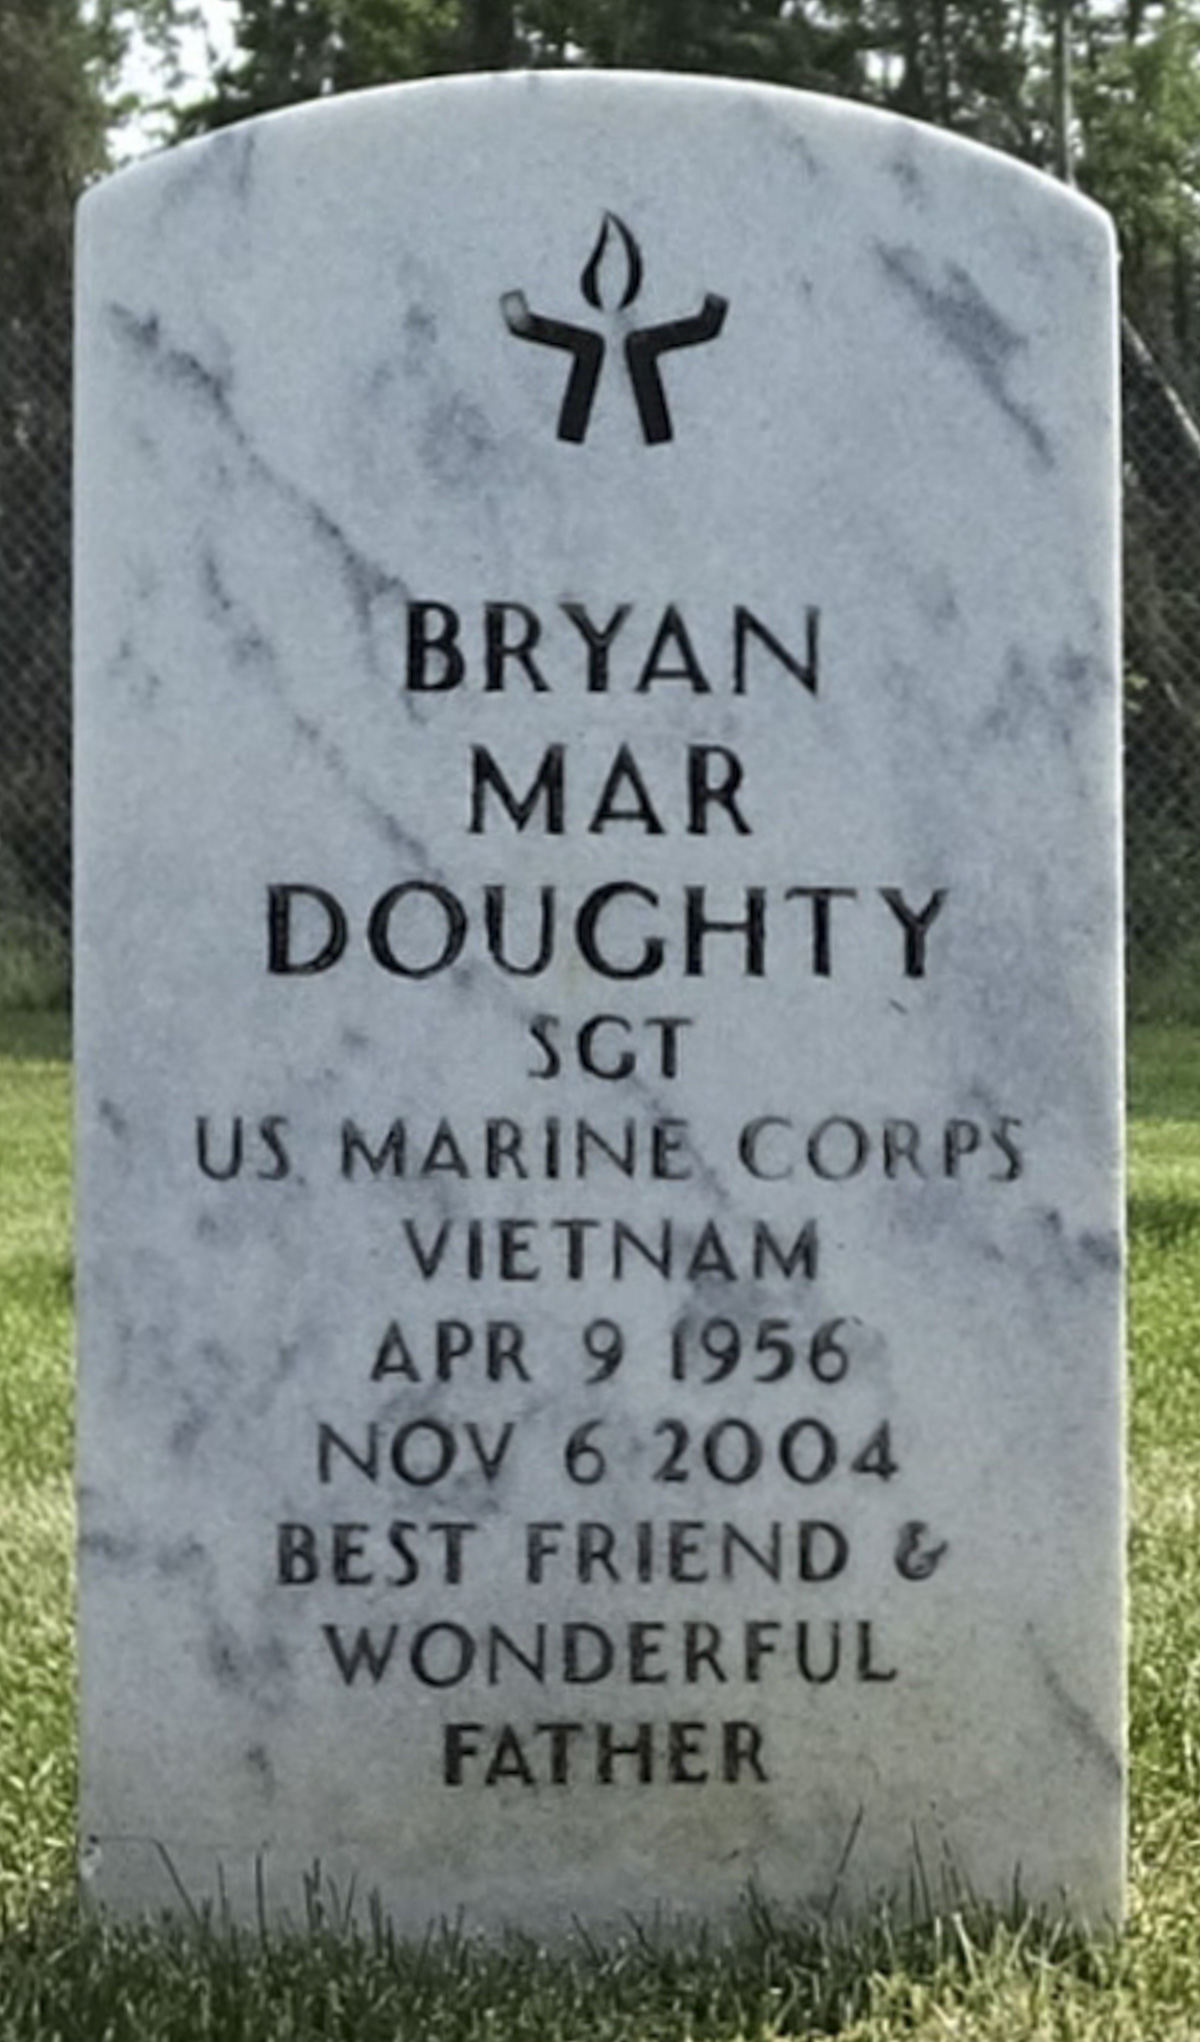 BRYAN
MAR
DOUGHTY
SGT
US MARINE CORPS
VIETNAM
APR 9 1956
NOV 6 2004
BEST FRIEND &
WONDERFUL
FATHER